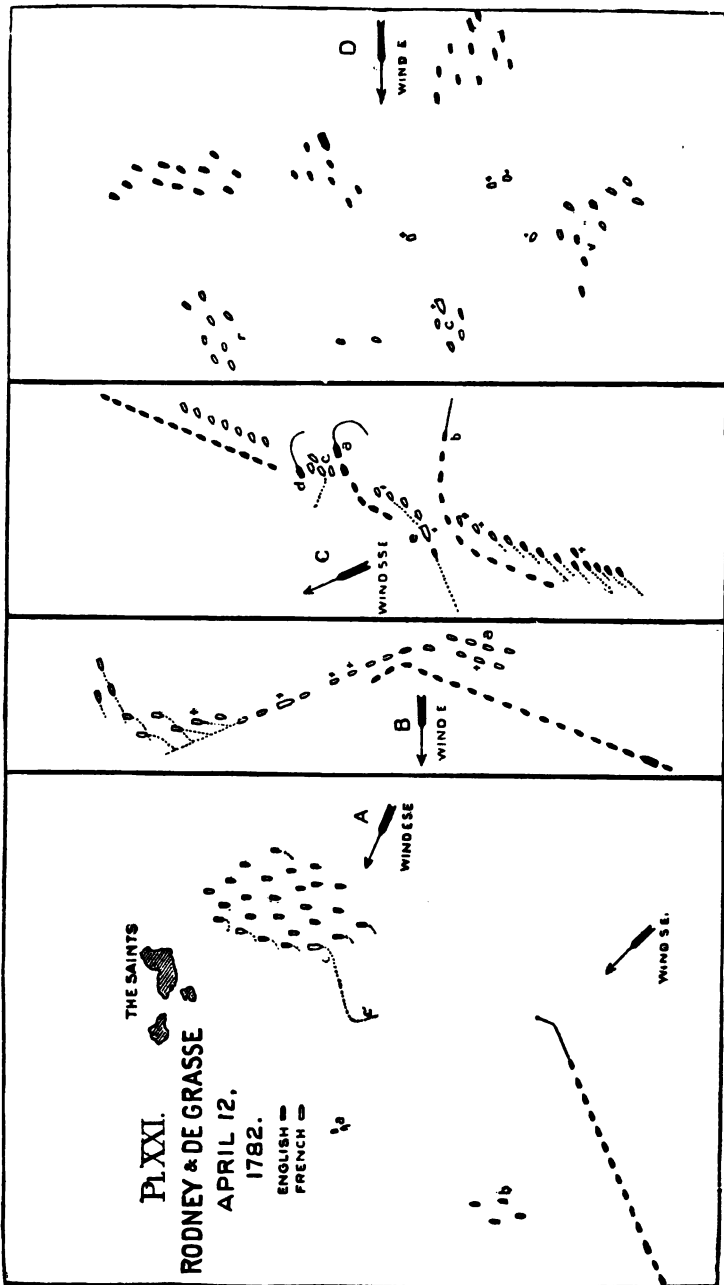 Pl. XXI.
RODNEY & DE GRASSE
APRIL 12,
1782.
ENGLISH
FRENCH
THE SAINTS
a
b
c
f
A
WIND ESE
WIND SE.
B
WIND E
a
C
WIND SSE
a
b
c
d
e
D
WIND E
r
c
v